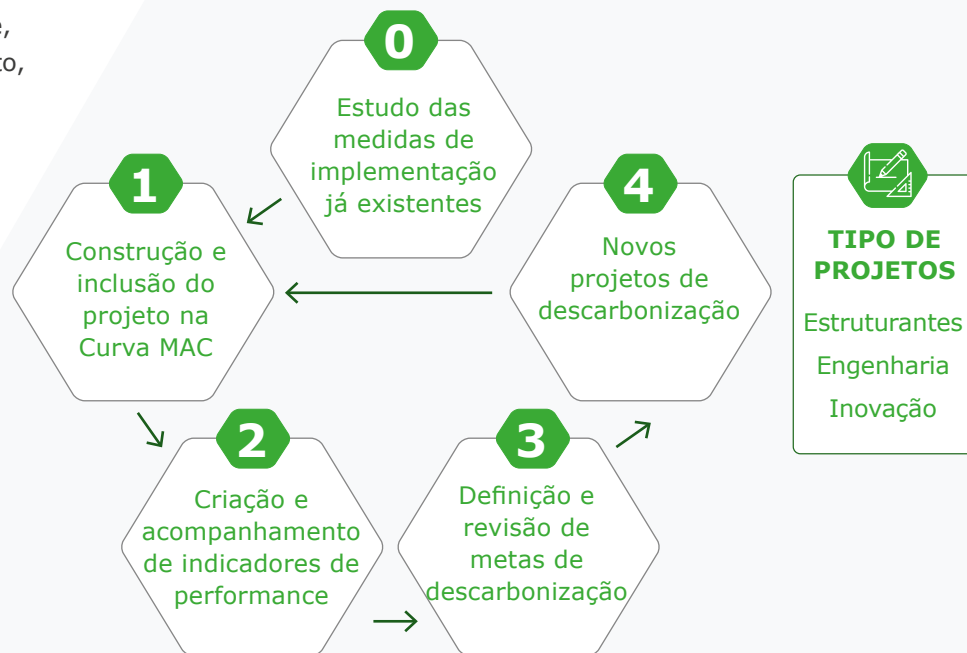 0
Estudo das
medidas de
implementação
já existentes
1
Construção e
inclusão do
projeto na
Curva MAC
2
Criação e
acompanhamento
de indicadores de
performance
3
Definição e
revisão de
metas de
descarbonização
4
Novos
projetos de
descarbonização
TIPO DE
PROJETOS
Estruturantes
Engenharia
Inovação